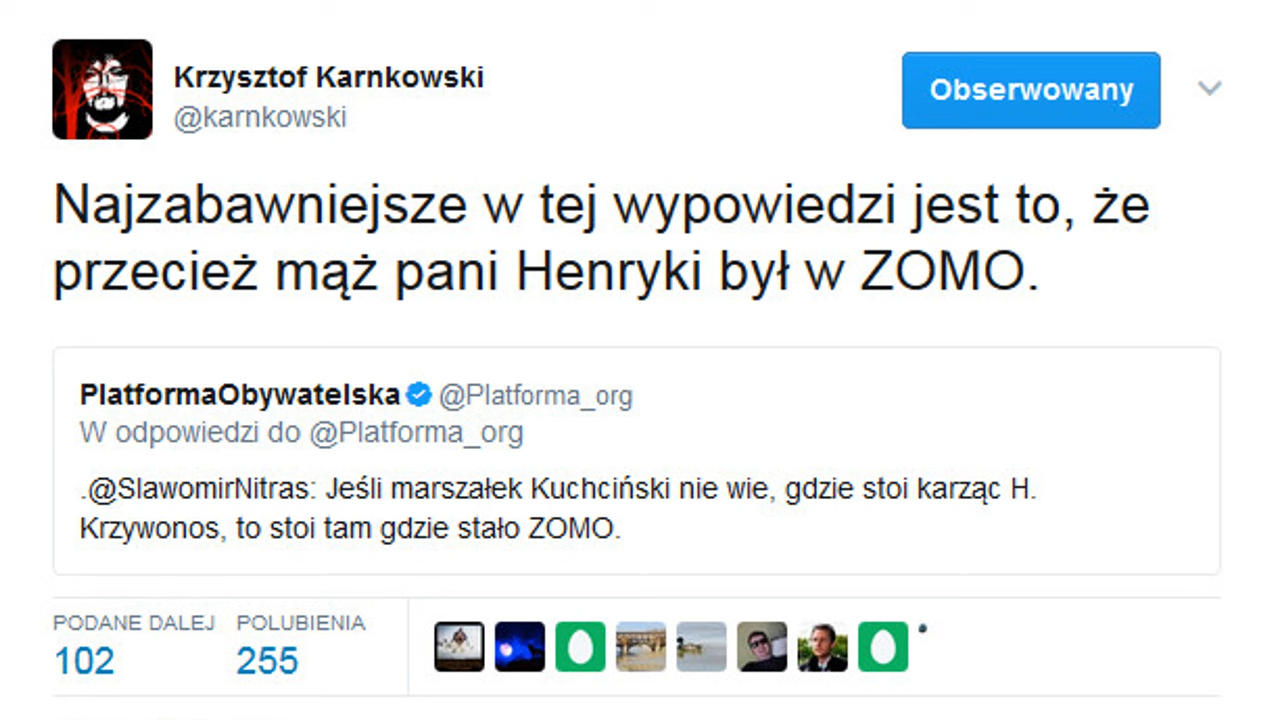 Krzysztof Karnkowski
@karnkowski
Obserwowany
Najzabawniejsze w tej wypowiedzi jest to, że
przecież mąż pani Henryki był w ZOMO.
PlatformaObywatelska @Platforma_org
W odpowiedzi do @Platforma_org
.@SlawomirNitras: Jeśli marszałek Kuchciński nie wie, gdzie stoi karząc H.
Krzywonos, to stoi tam gdzie stało ZOMO.
PODANE DALEJ POLUBIENIA
102 255